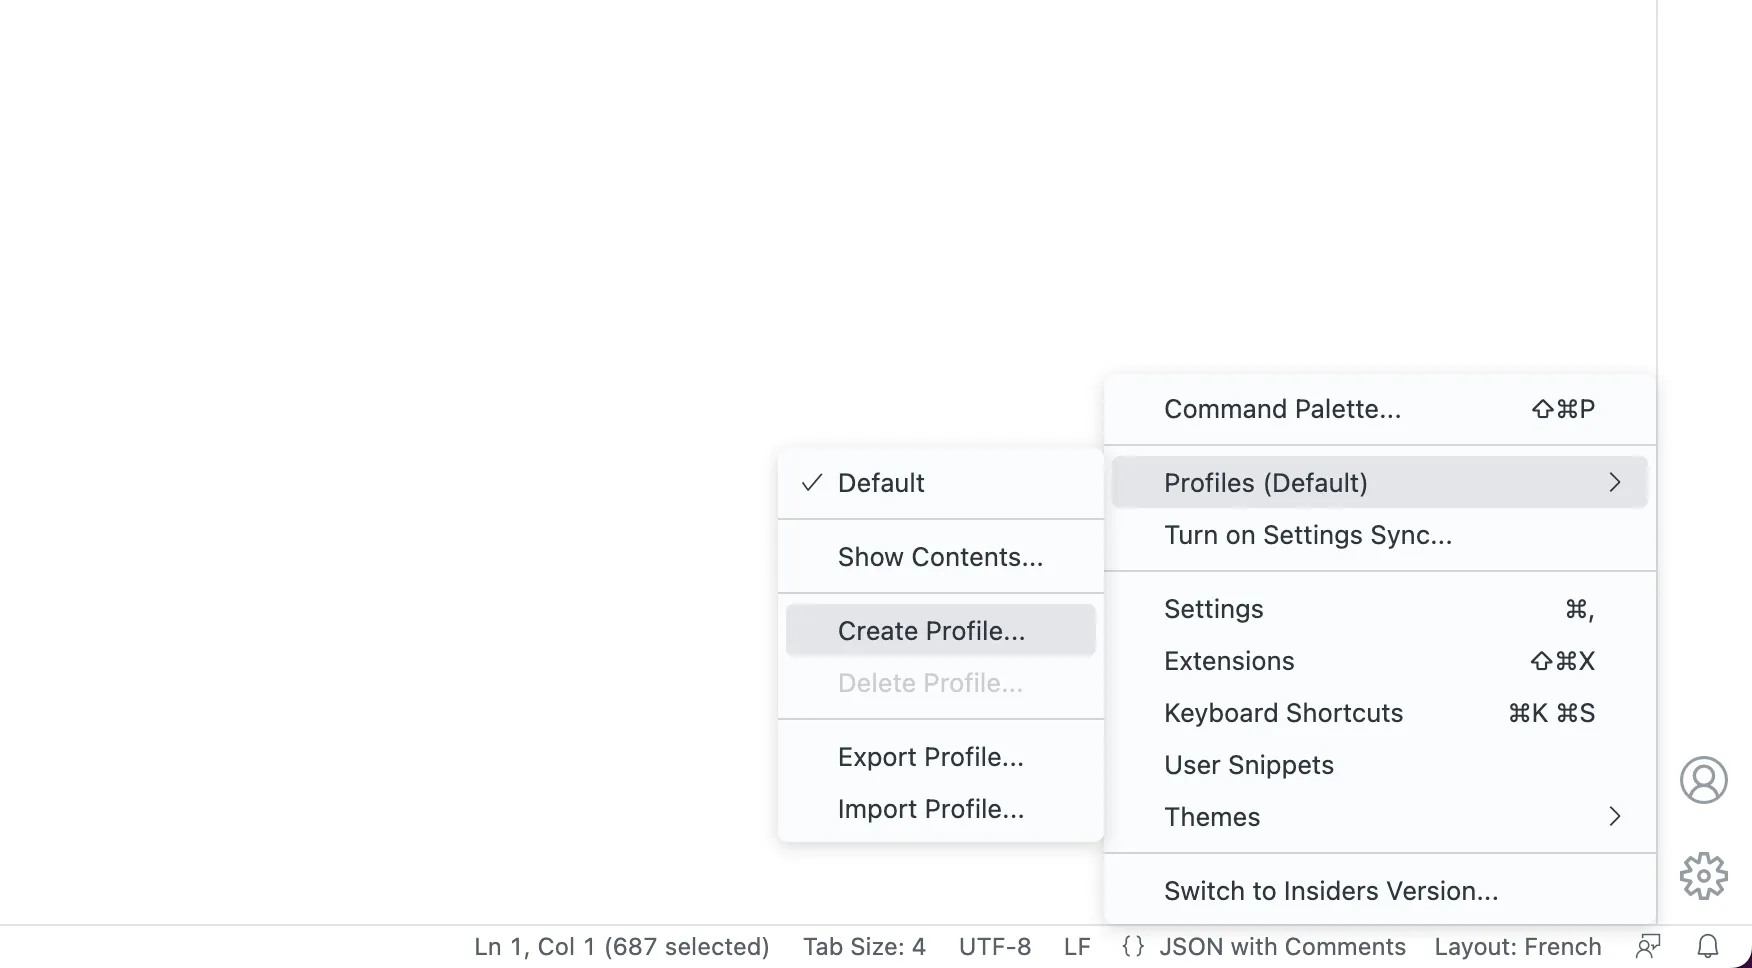 Command Palette... ⇧⌘P
Profiles (Default)
Turn on Settings Sync...
Settings ⌘,
Extensions ⇧⌘X
Keyboard Shortcuts ⌘K ⌘S
User Snippets
Themes
Switch to Insiders Version...
Default
Show Contents...
Create Profile...
Delete Profile...
Export Profile...
Import Profile...
Ln 1, Col 1 (687 selected) Tab Size: 4 UTF-8 LF {} JSON with Comments Layout: French